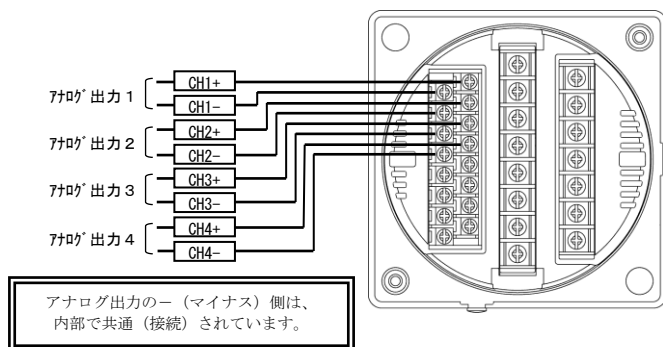 アナログ出力1
CH1+
CH1-
アナログ出力2
CH2+
CH2-
アナログ出力3
CH3+
CH3-
アナログ出力4
CH4+
CH4-
アナログ出力の－（マイナス）側は、
内部で共通（接続）されています。